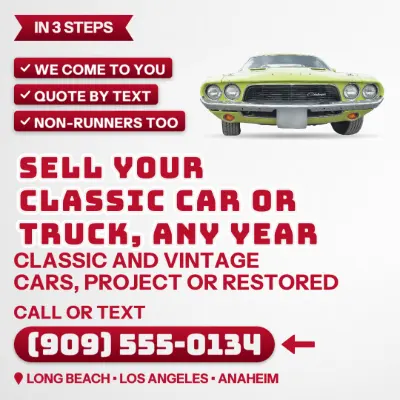 IN 3 STEPS
✓ WE COME TO YOU
✓ QUOTE BY TEXT
✓ NON-RUNNERS TOO
SELL YOUR
CLASSIC CAR OR
TRUCK, ANY YEAR
CLASSIC AND VINTAGE
CARS, PROJECT OR RESTORED
CALL OR TEXT
(909) 555-0134
LONG BEACH • LOS ANGELES • ANAHEIM